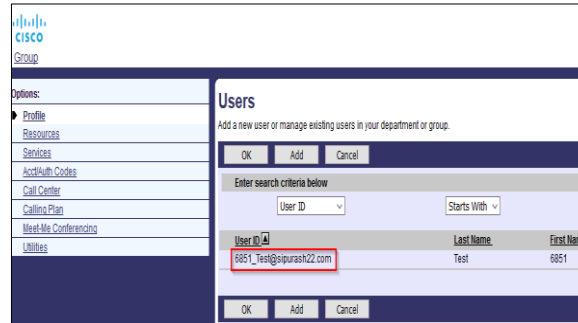 CISCO
Group
Options:
Profile
Resources
Services
Acct/Auth Codes
Call Center
Calling Plan
Meet-Me Conferencing
Utilities
Users
Add a new user or manage existing users in your department or group.
OK Add Cancel
Enter search criteria below
User ID Starts With
User ID Last Name First Nar
6851_Test@sipurash22.com Test 6851
OK Add Cancel